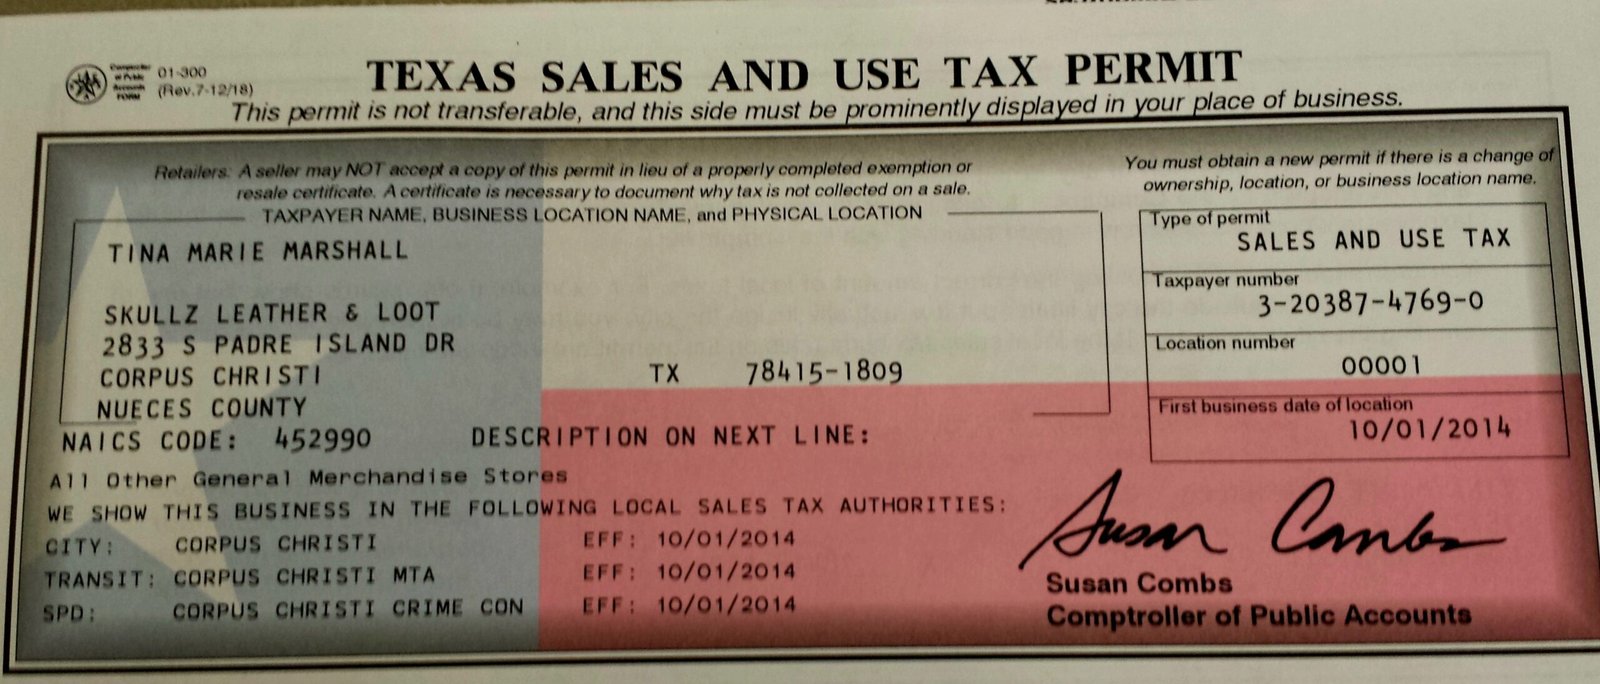 Comptroller
of Public
Accounts
FORM
01-300
(Rev.7-12/18)
TEXAS SALES AND USE TAX PERMIT
This permit is not transferable, and this side must be prominently displayed in your place of business.
Retailers: A seller may NOT accept a copy of this permit in lieu of a properly completed exemption or
resale certificate. A certificate is necessary to document why tax is not collected on a sale.
You must obtain a new permit if there is a change of
ownership, location, or business location name.
TAXPAYER NAME, BUSINESS LOCATION NAME, and PHYSICAL LOCATION
TINA MARIE MARSHALL
SKULLZ LEATHER & LOOT
2833 S PADRE ISLAND DR
CORPUS CHRISTI TX 78415-1809
NUECES COUNTY
Type of permit
SALES AND USE TAX
Taxpayer number
3-20387-4769-0
Location number
00001
First business date of location
10/01/2014
NAICS CODE: 452990 DESCRIPTION ON NEXT LINE:
All Other General Merchandise Stores
WE SHOW THIS BUSINESS IN THE FOLLOWING LOCAL SALES TAX AUTHORITIES:
CITY: CORPUS CHRISTI EFF: 10/01/2014
TRANSIT: CORPUS CHRISTI MTA EFF: 10/01/2014
SPD: CORPUS CHRISTI CRIME CON EFF: 10/01/2014
Susan Combs
Susan Combs
Comptroller of Public Accounts